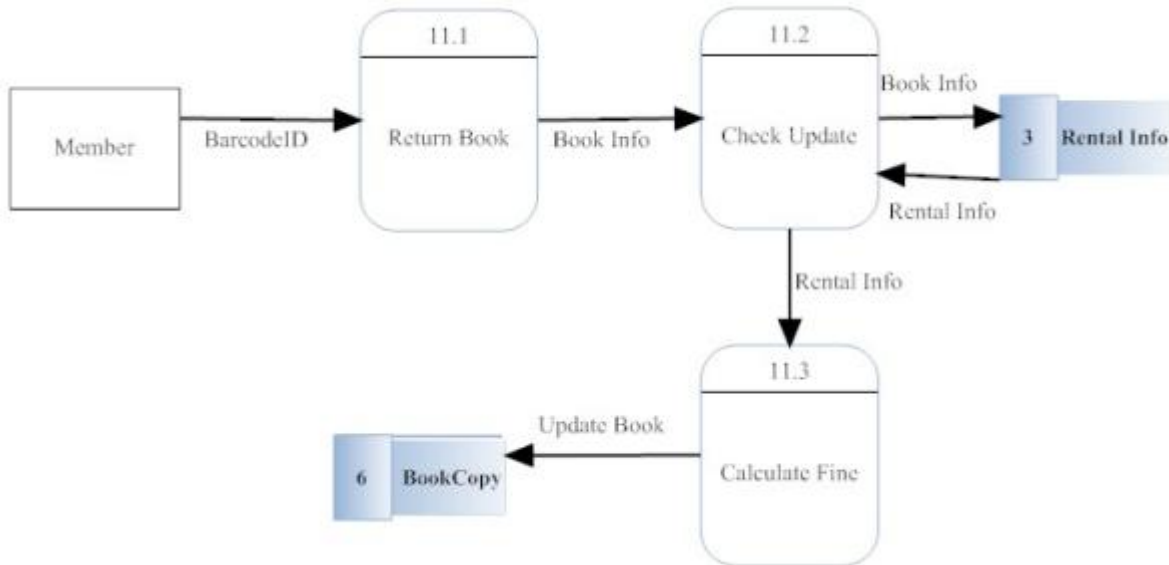 11.1
11.2
Member
BarcodeID
Return Book
Book Info
Check Update
Book Info
3 Rental Info
Rental Info
Rental Info
11.3
Update Book
6 BookCopy
Calculate Fine